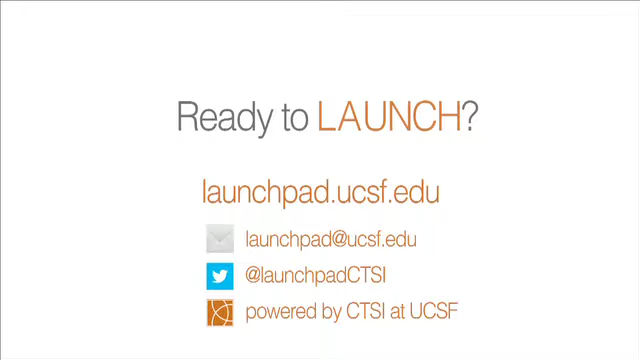 Ready to LAUNCH?
launchpad.ucsf.edu
launchpad@ucsf.edu
@launchpadCTSI
powered by CTSI at UCSF